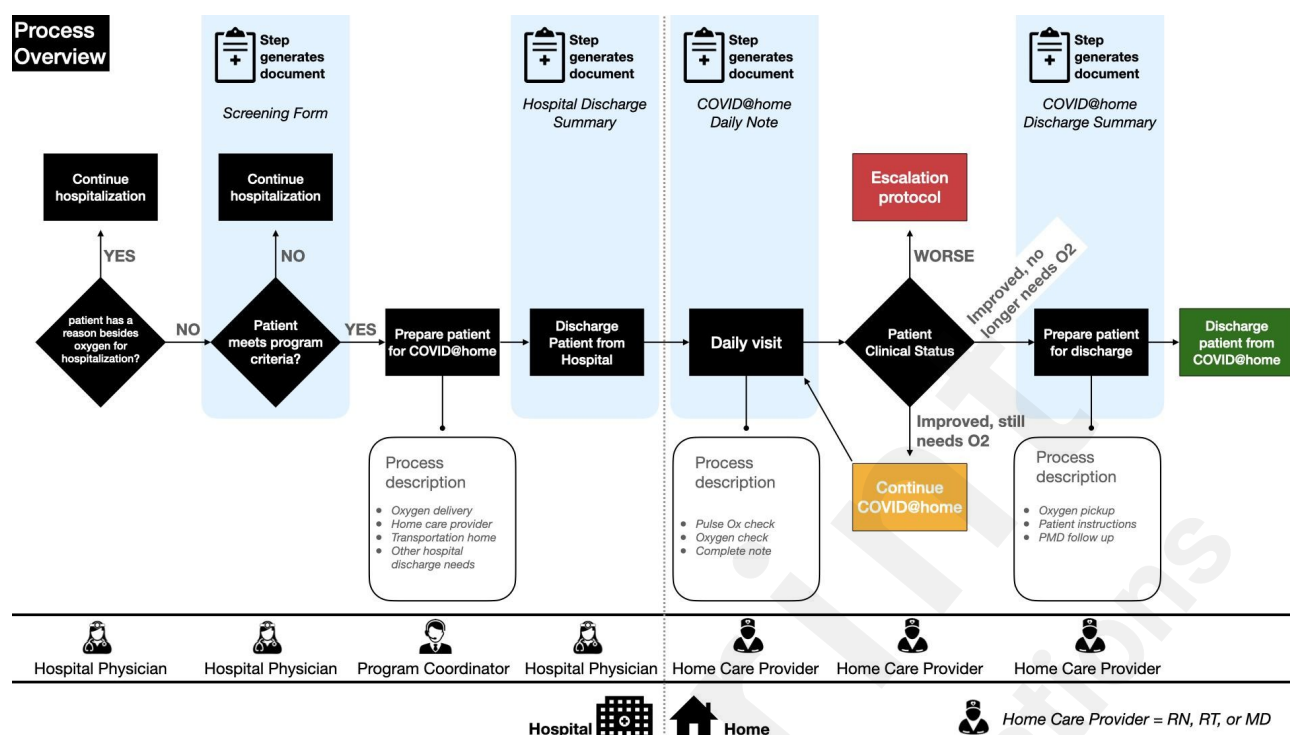 Process
Overview
Step
generates
document
Screening Form
Step
generates
document
Hospital Discharge
Summary
Step
generates
document
COVID@home
Daily Note
Step
generates
document
COVID@home
Discharge Summary
Continue
hospitalization
Continue
hospitalization
Escalation
protocol
YES
NO
WORSE
Improved, no
longer needs O2
patient has a
reason besides
oxygen for
hospitalization?
NO
Patient
meets program
criteria?
YES
Prepare patient
for COVID@home
Discharge
Patient from
Hospital
Daily visit
Patient
Clinical Status
Prepare patient
for discharge
Discharge
patient from
COVID@home
Improved, still
needs O2
Continue
COVID@home
Process
description
• Oxygen delivery
• Home care provider
• Transportation home
• Other hospital
discharge needs
Process
description
• Pulse Ox check
• Oxygen check
• Complete note
Process
description
• Oxygen pickup
• Patient instructions
• PMD follow up
Hospital Physician
Hospital Physician
Program Coordinator
Hospital Physician
Home Care Provider
Home Care Provider
Home Care Provider
Hospital
Home
Home Care Provider = RN, RT, or MD